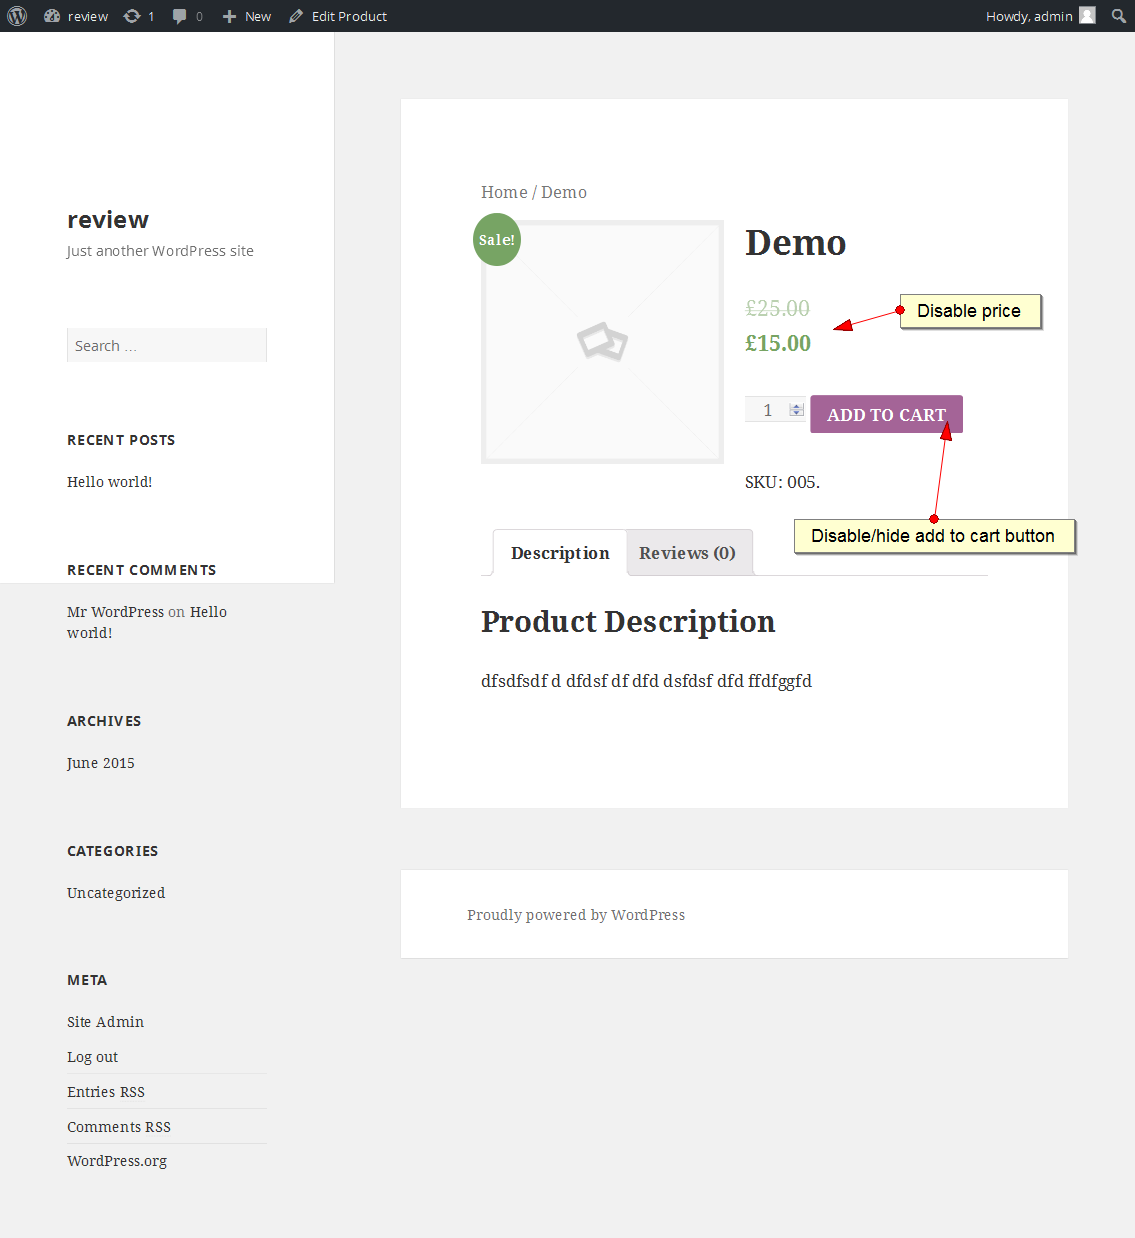 review 1 0 New Edit Product Howdy, admin
review
Just another WordPress site
Search ...
RECENT POSTS
Hello world!
RECENT COMMENTS
Mr WordPress on Hello
world!
ARCHIVES
June 2015
CATEGORIES
Uncategorized
META
Site Admin
Log out
Entries RSS
Comments RSS
WordPress.org
Home / Demo
Sale!
Demo
£25.00
£15.00
Disable price
1
ADD TO CART
SKU: 005.
Disable/hide add to cart button
Description Reviews (0)
Product Description
dfsdfsdf d dfdsf df dfd dsfdsf dfd ffdfggfd
Proudly powered by WordPress